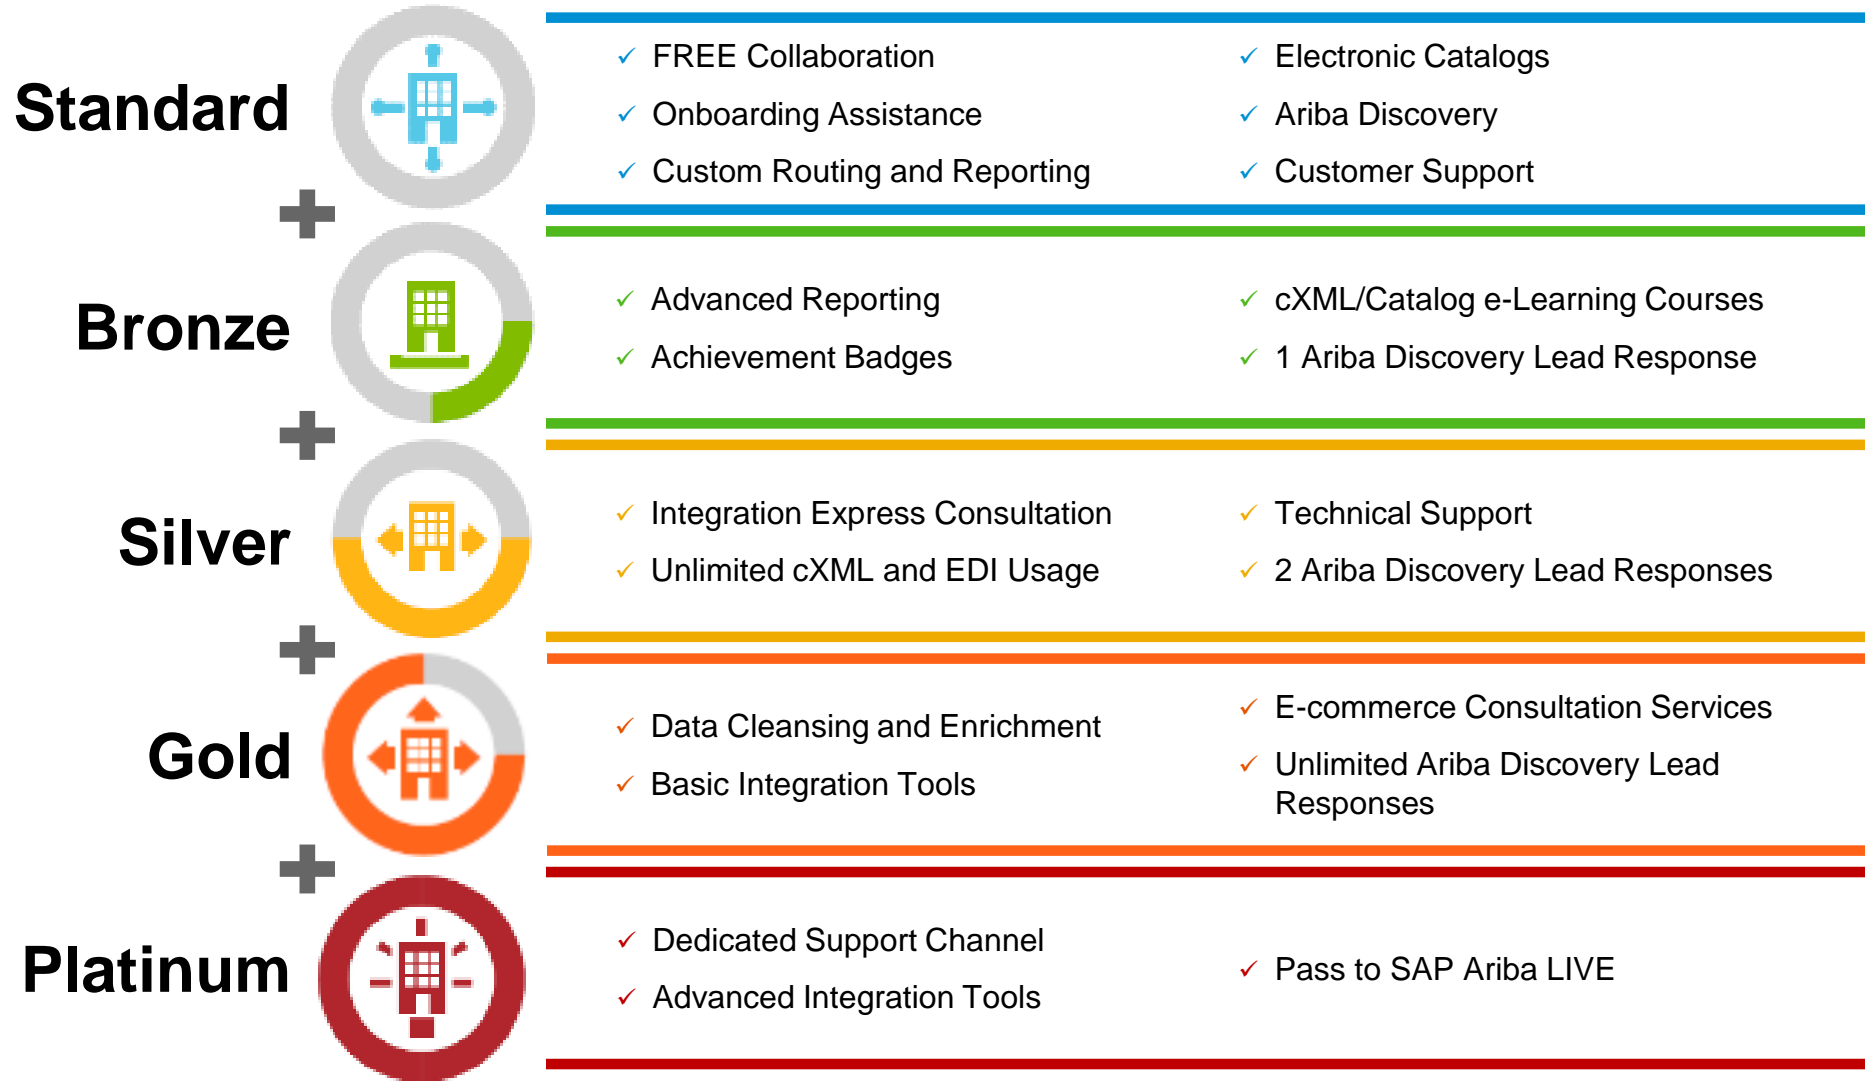 Standard
FREE Collaboration
Onboarding Assistance
Custom Routing and Reporting
Electronic Catalogs
Ariba Discovery
Customer Support
Bronze
Advanced Reporting
Achievement Badges
cXML/Catalog e-Learning Courses
1 Ariba Discovery Lead Response
Silver
Integration Express Consultation
Unlimited cXML and EDI Usage
Technical Support
2 Ariba Discovery Lead Responses
Gold
Data Cleansing and Enrichment
Basic Integration Tools
E-commerce Consultation Services
Unlimited Ariba Discovery Lead
Responses
Platinum
Dedicated Support Channel
Advanced Integration Tools
Pass to SAP Ariba LIVE